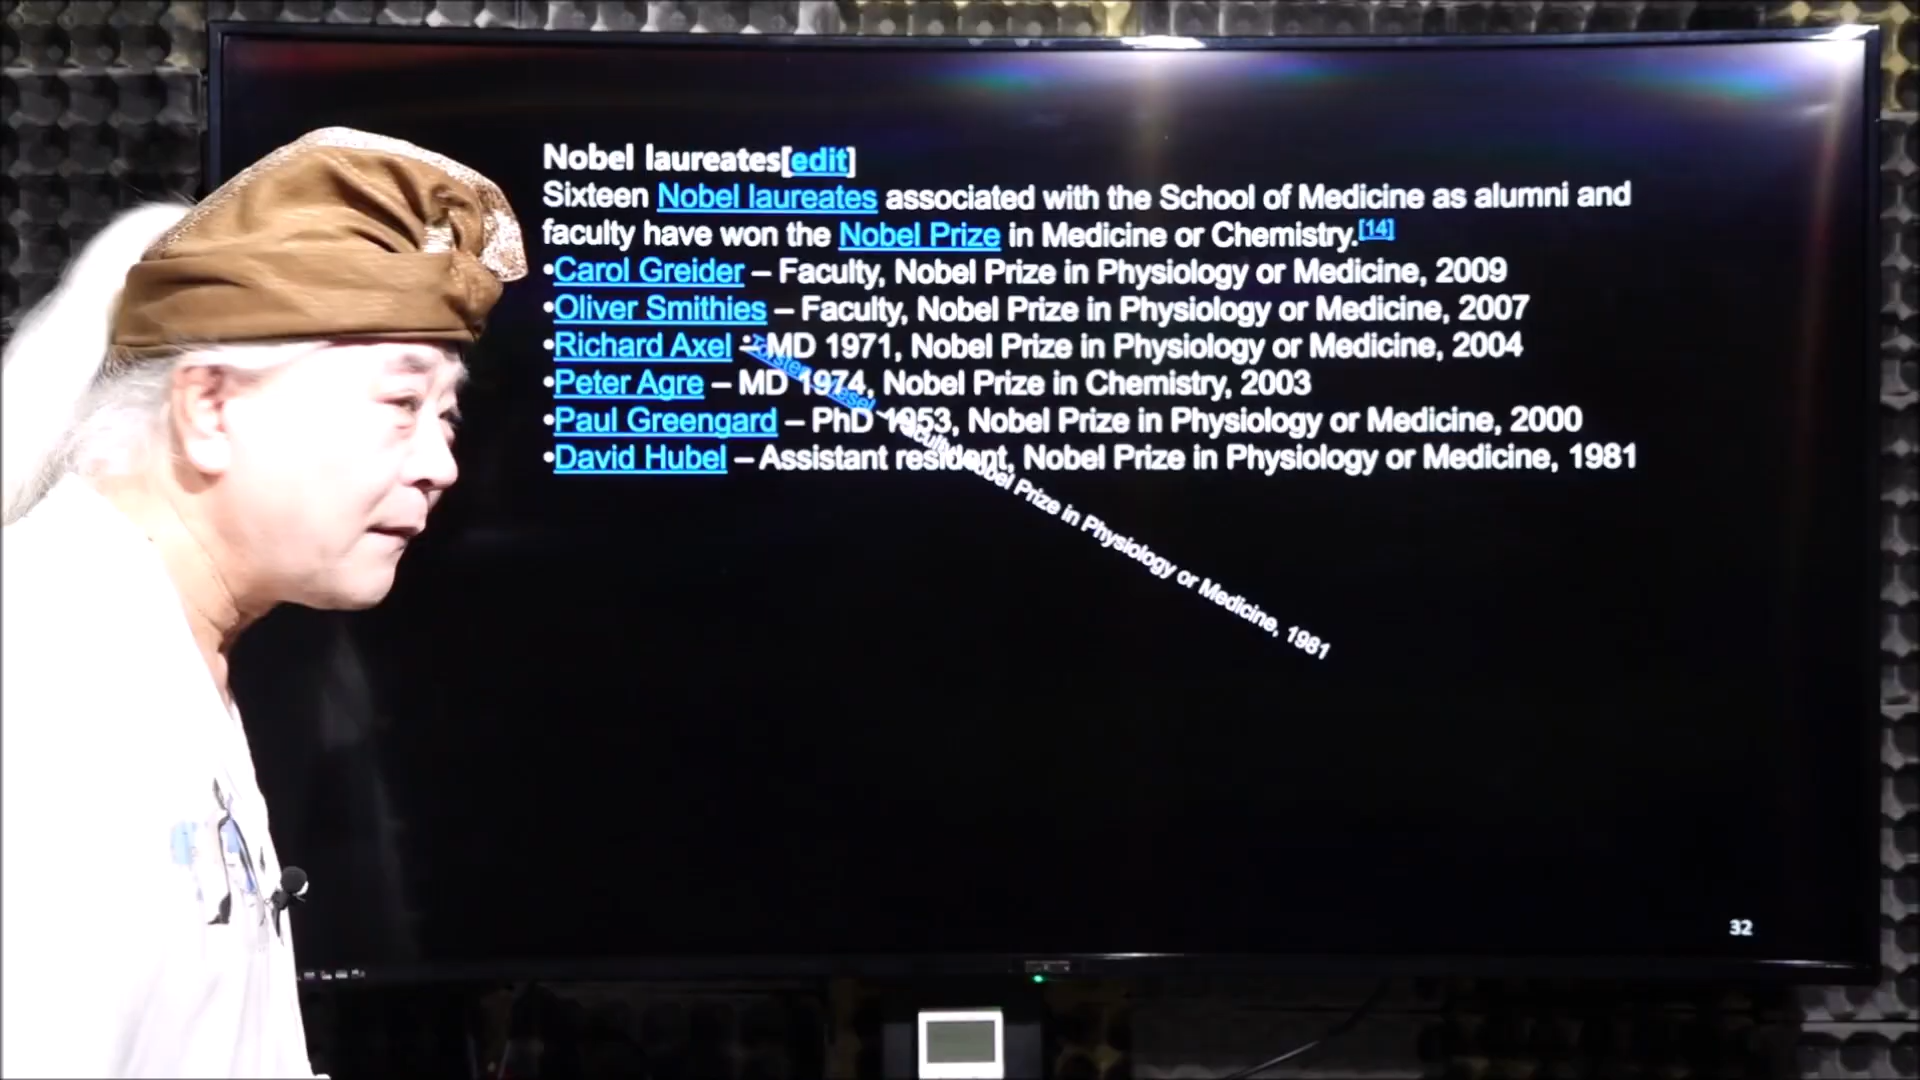 Nobel laureates[edit]
Sixteen Nobel laureates associated with the School of Medicine as alumni and
faculty have won the Nobel Prize in Medicine or Chemistry.[14]
•Carol Greider – Faculty, Nobel Prize in Physiology or Medicine, 2009
•Oliver Smithies – Faculty, Nobel Prize in Physiology or Medicine, 2007
•Richard Axel – MD 1971, Nobel Prize in Physiology or Medicine, 2004
•Peter Agre – MD 1974, Nobel Prize in Chemistry, 2003
•Paul Greengard – PhD 1953, Nobel Prize in Physiology or Medicine, 2000
•David Hubel – Assistant resident, Nobel Prize in Physiology or Medicine, 1981
•Torsten Wiesel – Faculty, Nobel Prize in Physiology or Medicine, 1981
32